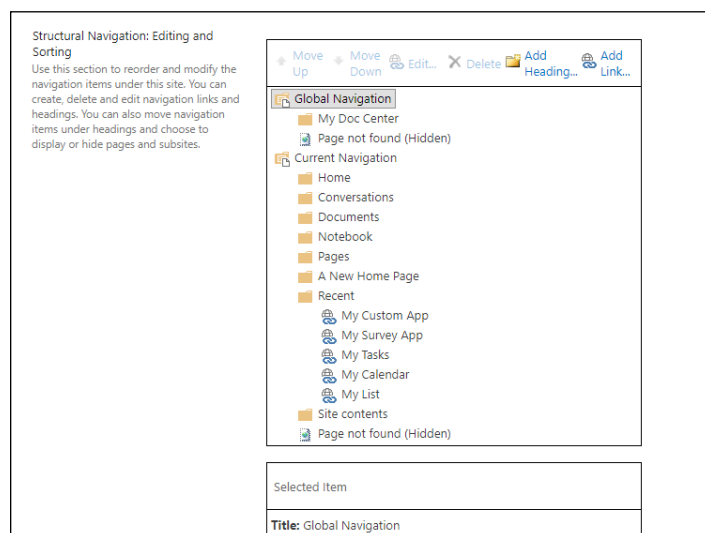 Structural Navigation: Editing and
Sorting
Use this section to reorder and modify the
navigation items under this site. You can
create, delete and edit navigation links and
headings. You can also move navigation
items under headings and choose to
display or hide pages and subsites.
Move Up
Move Down
Edit...
Delete
Add Heading...
Add Link...
Global Navigation
My Doc Center
Page not found (Hidden)
Current Navigation
Home
Conversations
Documents
Notebook
Pages
A New Home Page
Recent
My Custom App
My Survey App
My Tasks
My Calendar
My List
Site contents
Page not found (Hidden)
Selected Item
Title: Global Navigation